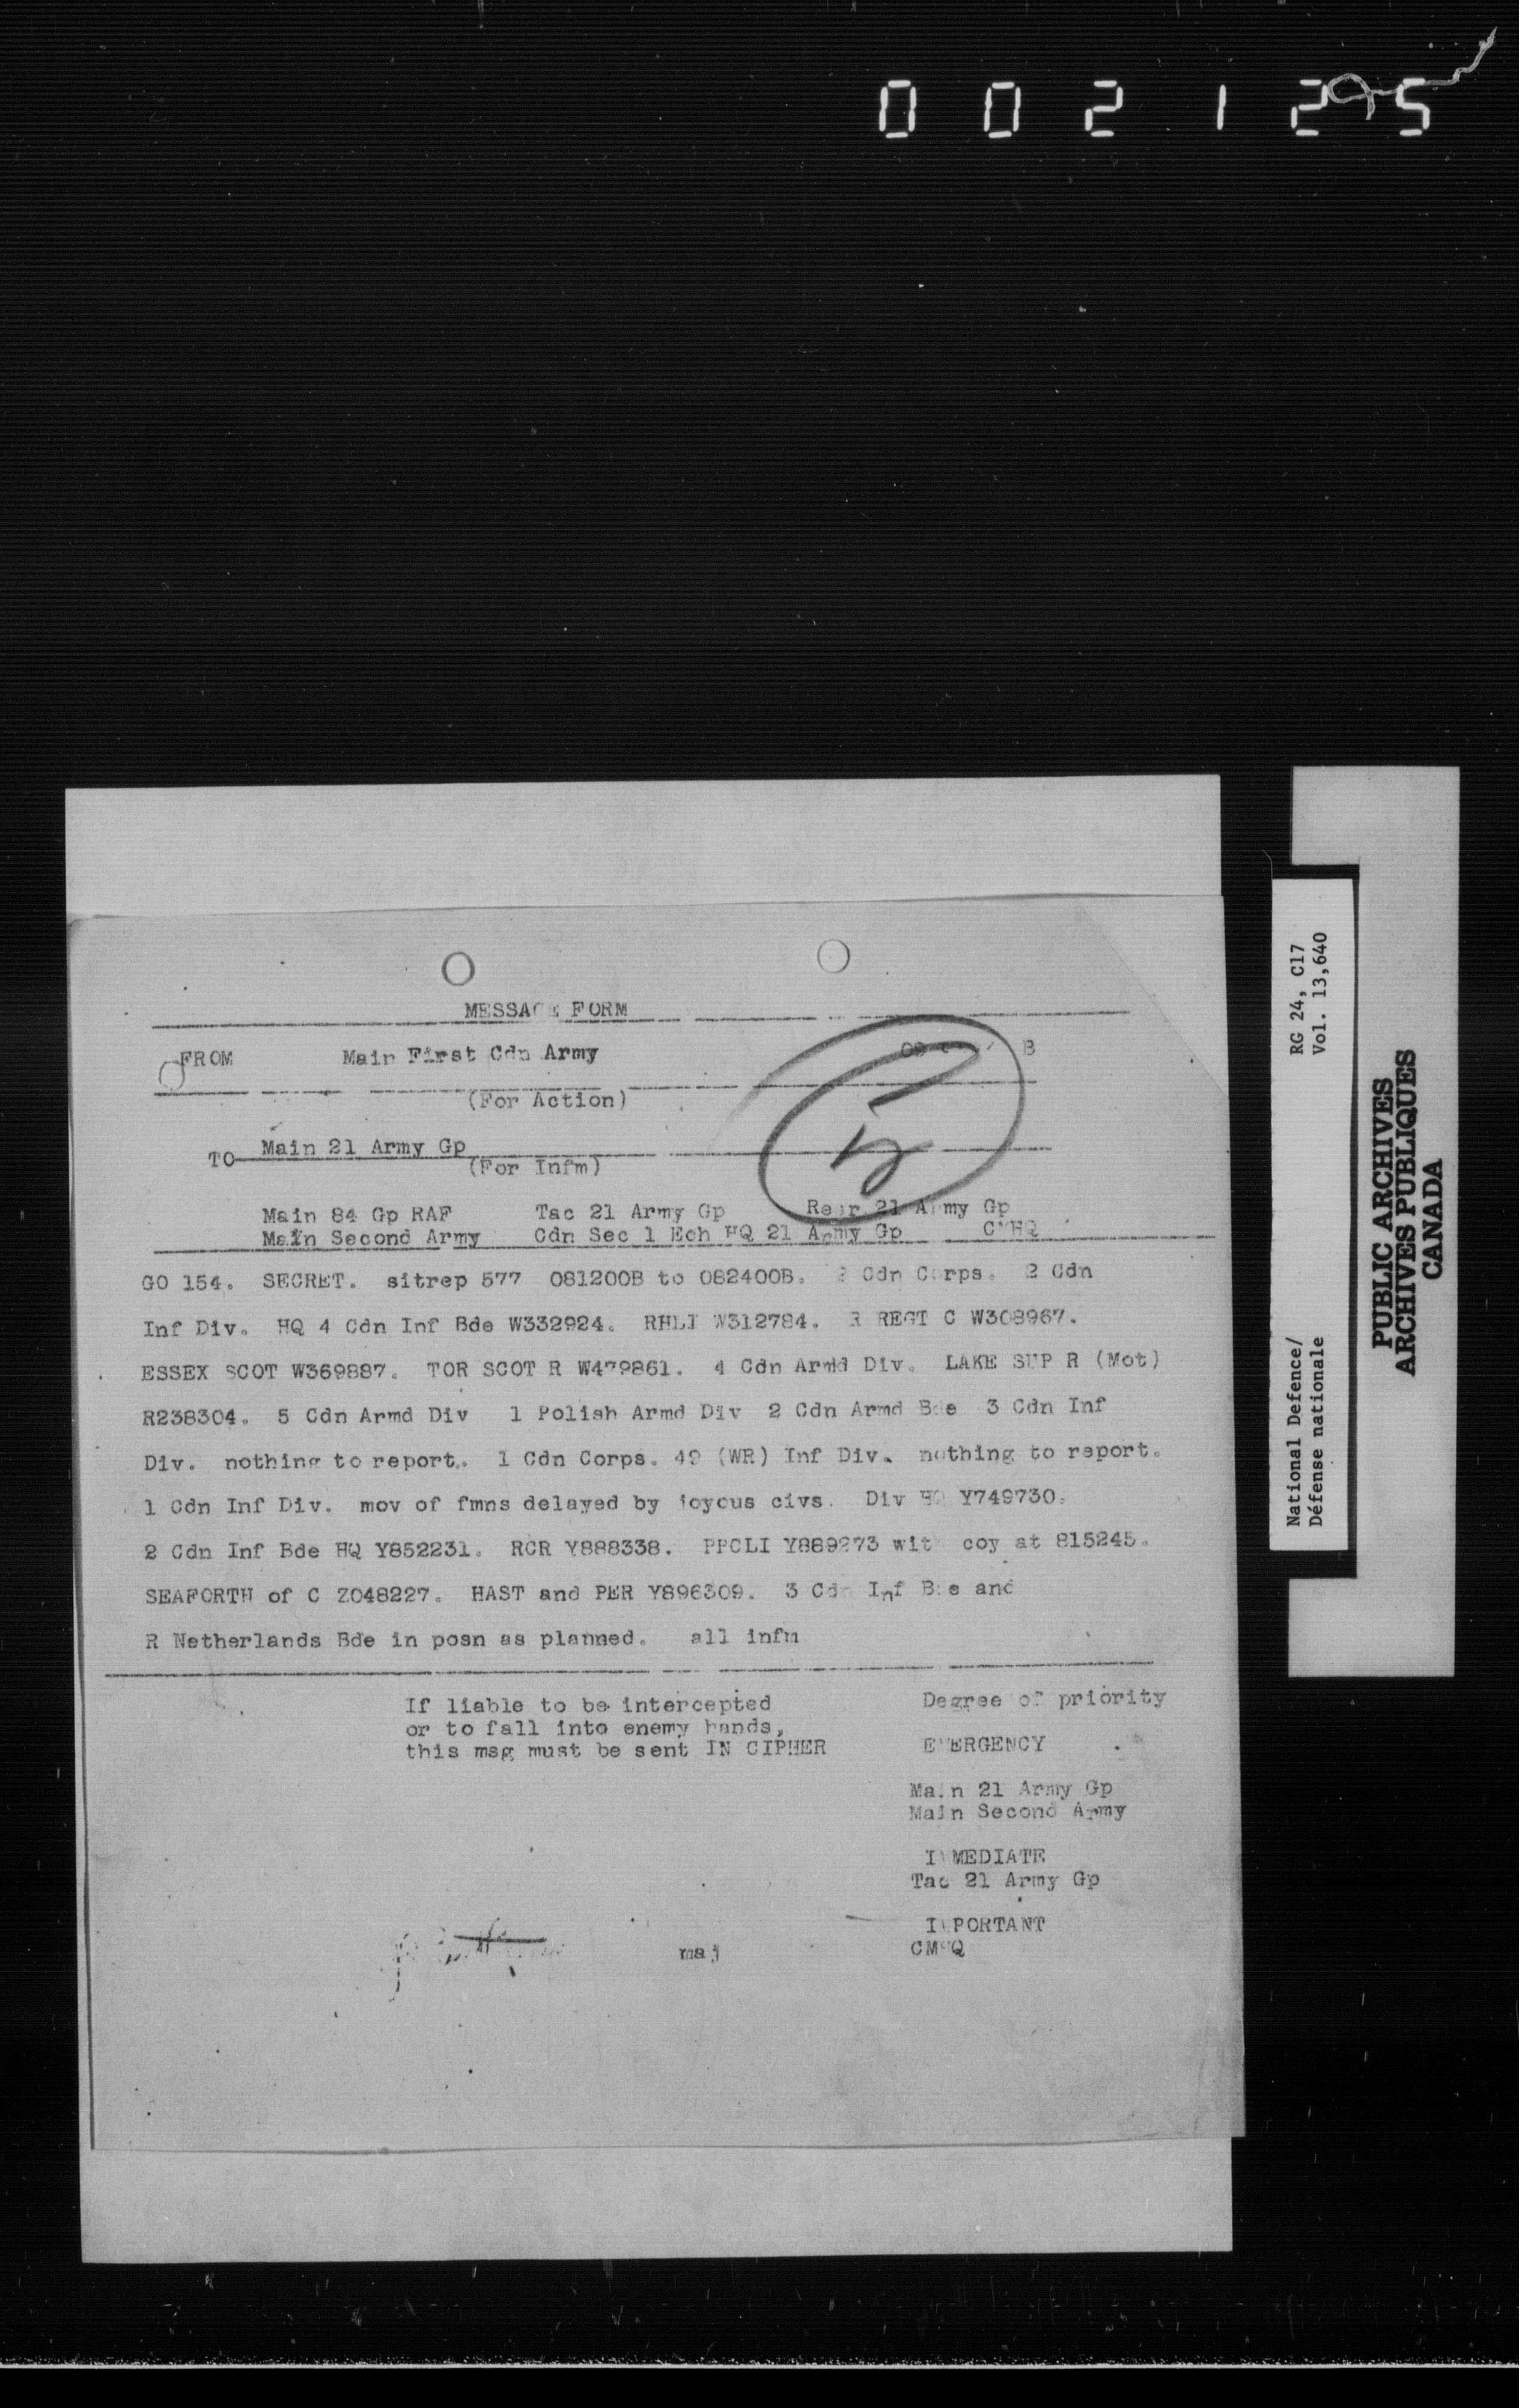 002125
MESSAGE FORM
FROM Main First Cdn Army B
(For Action)
TO Main 21 Army Gp
(For Infm)
Main 84 Gp RAF Tac 21 Army Gp Rear 21 Army Gp
Main Second Army Cdn Sec 1 Ech HQ 21 Army Gp CMHQ
GO 154. SECRET. sitrep 577 081200B to 082400B. 2 Cdn Corps. 2 Cdn
Inf Div. HQ 4 Cdn Inf Bde W332924. RHLI W312784. R REGT C W308967.
ESSEX SCOT W369887. TOR SCOT R W479861. 4 Cdn Armd Div. LAKE SUP R (Mot)
R238304. 5 Cdn Armd Div 1 Polish Armd Div 2 Cdn Armd Bde 3 Cdn Inf
Div. nothing to report. 1 Cdn Corps. 49 (WR) Inf Div. nothing to report.
1 Cdn Inf Div. mov of fmns delayed by joyous civs. Div HQ Y749730.
2 Cdn Inf Bde HQ Y852231. RCR Y888338. PPCLI Y889273 with coy at 815245.
SEAFORTH of C Z048227. HAST and PER Y896309. 3 Cdn Inf Bde and
R Netherlands Bde in posn as planned. all infm
If liable to be intercepted
or to fall into enemy hands,
this msg must be sent IN CIPHER
maj
Degree of priority
EMERGENCY
Main 21 Army Gp
Main Second Army
IMMEDIATE
Tac 21 Army Gp
IMPORTANT
CMHQ
National Defence/ RG 24, C17
Défense nationale Vol. 13,640
PUBLIC ARCHIVES
ARCHIVES PUBLIQUES
CANADA